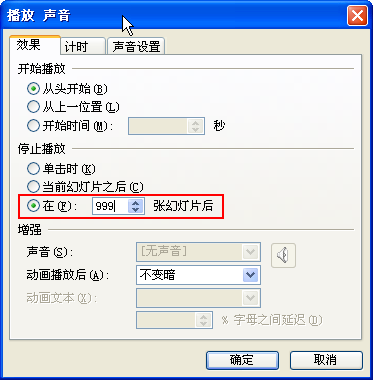 播放 声音
效果 计时 声音设置
开始播放
从头开始(B)
从上一位置(L)
开始时间(M): 秒
停止播放
单击时(K)
当前幻灯片之后(C)
在(F): 999 张幻灯片后
增强
声音(S): [无声音]
动画播放后(A): 不变暗
动画文本(X):
% 字母之间延迟(D)
确定 取消